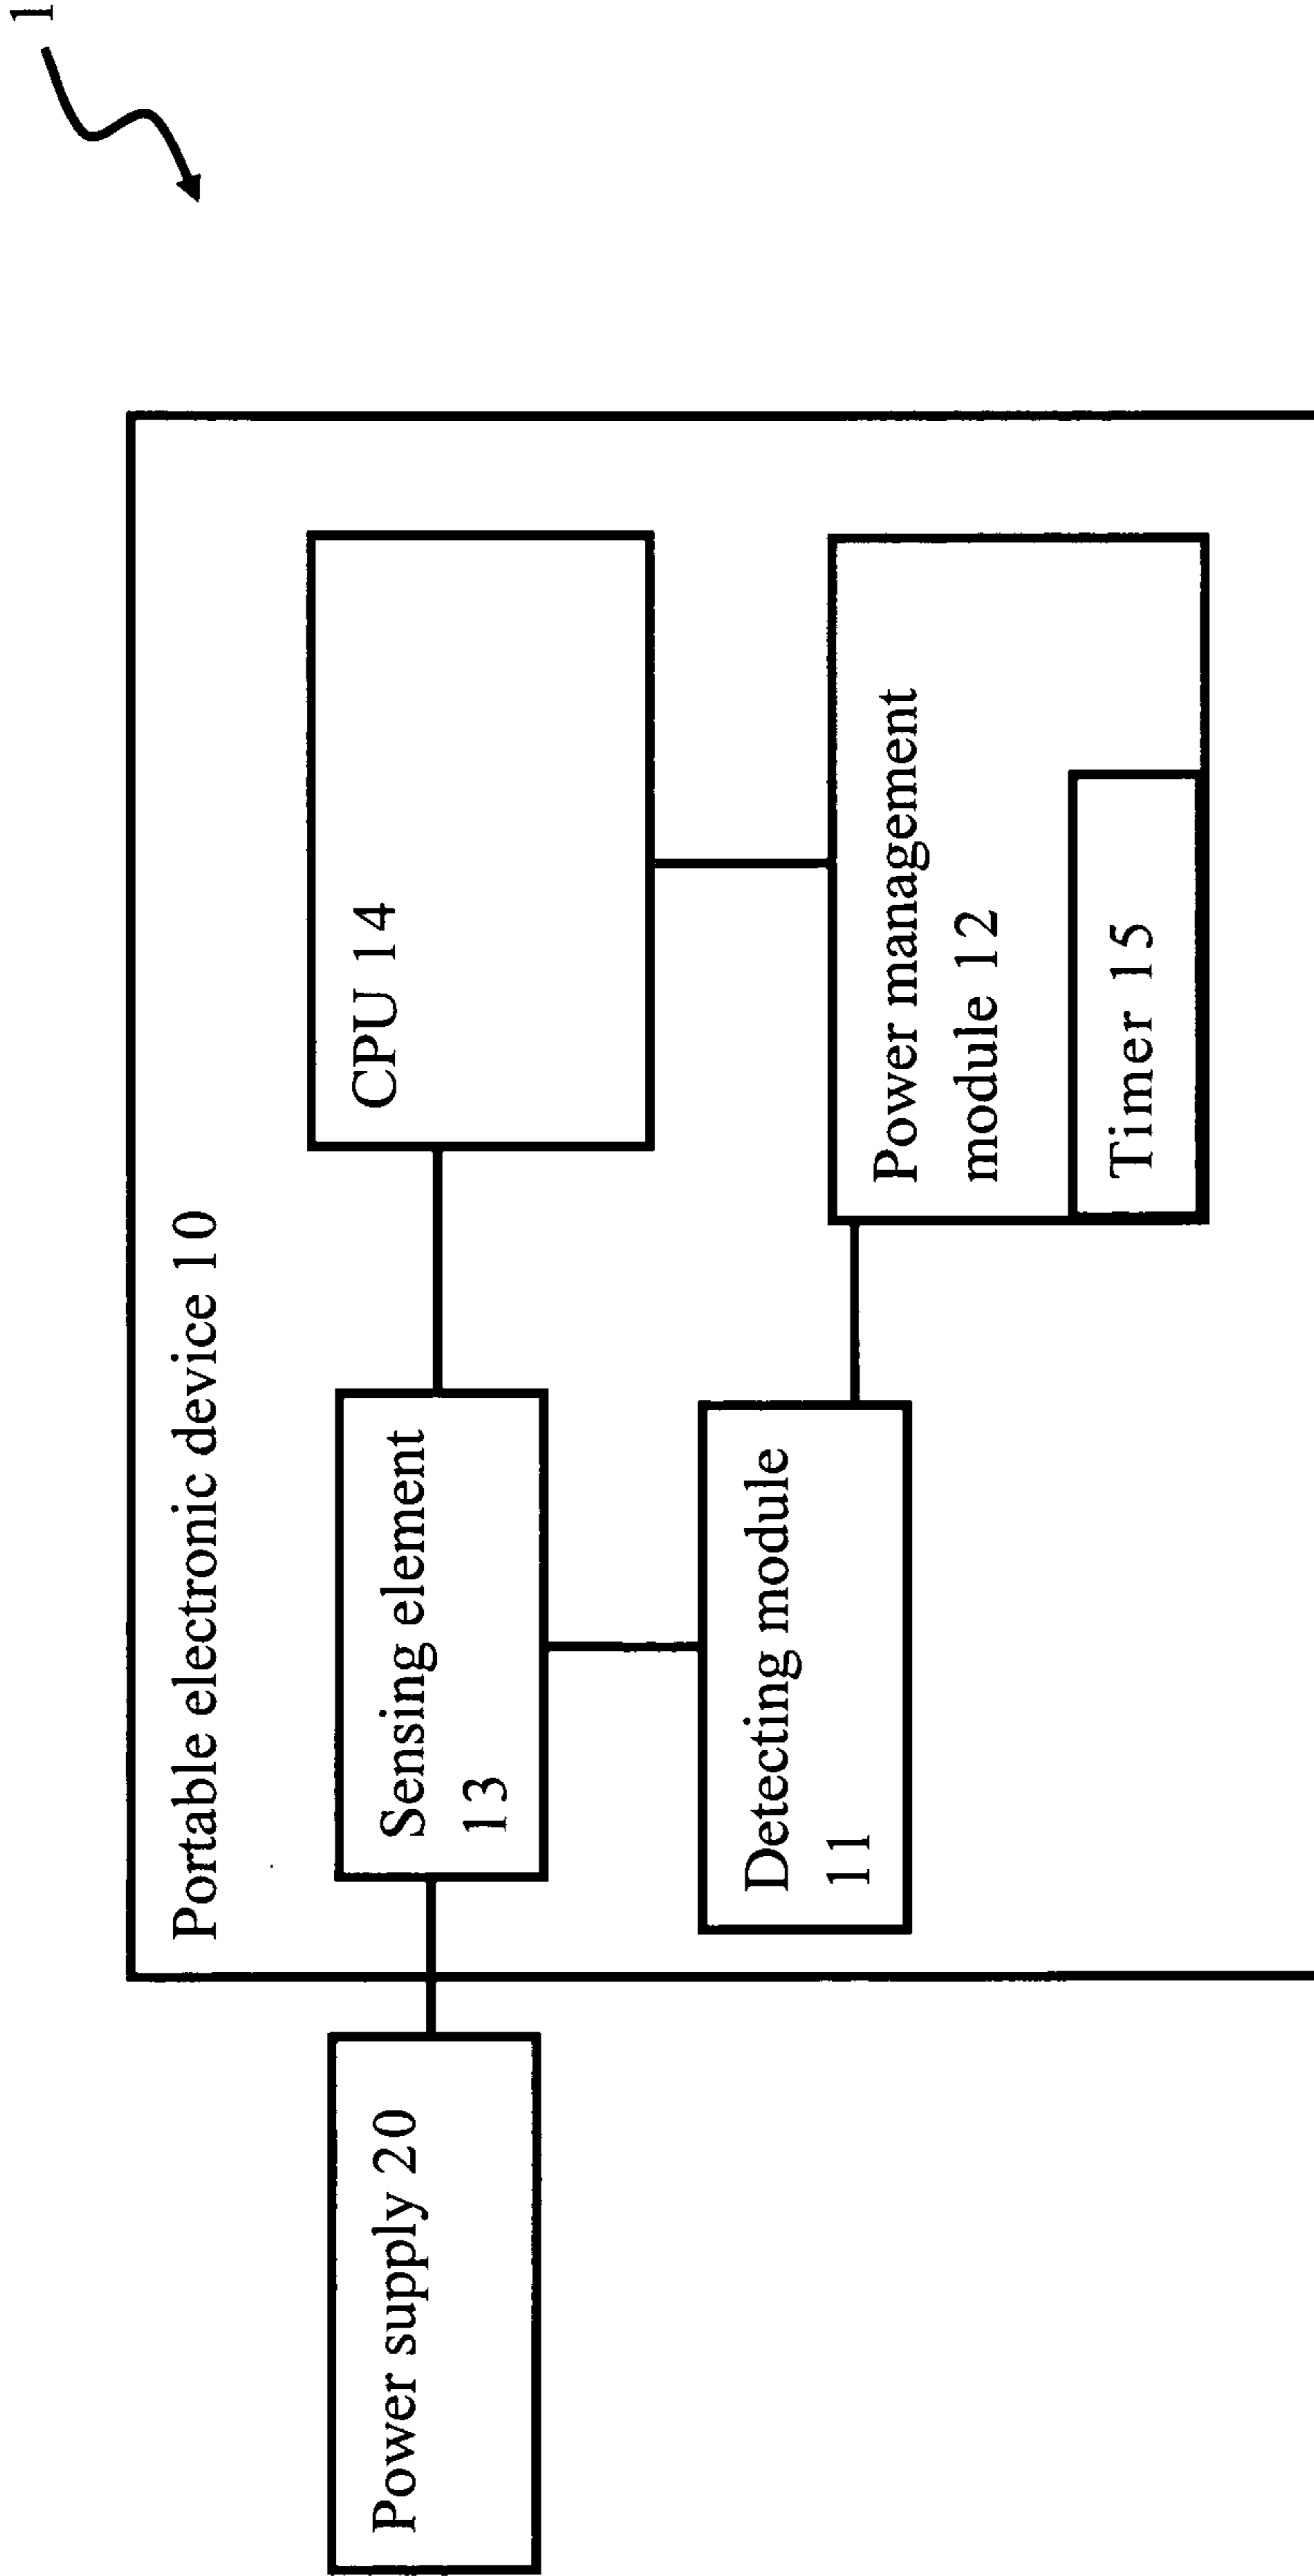 1
Portable electronic device 10
Power supply 20
Sensing element
13
CPU 14
Detecting module
11
Power management
module 12
Timer 15